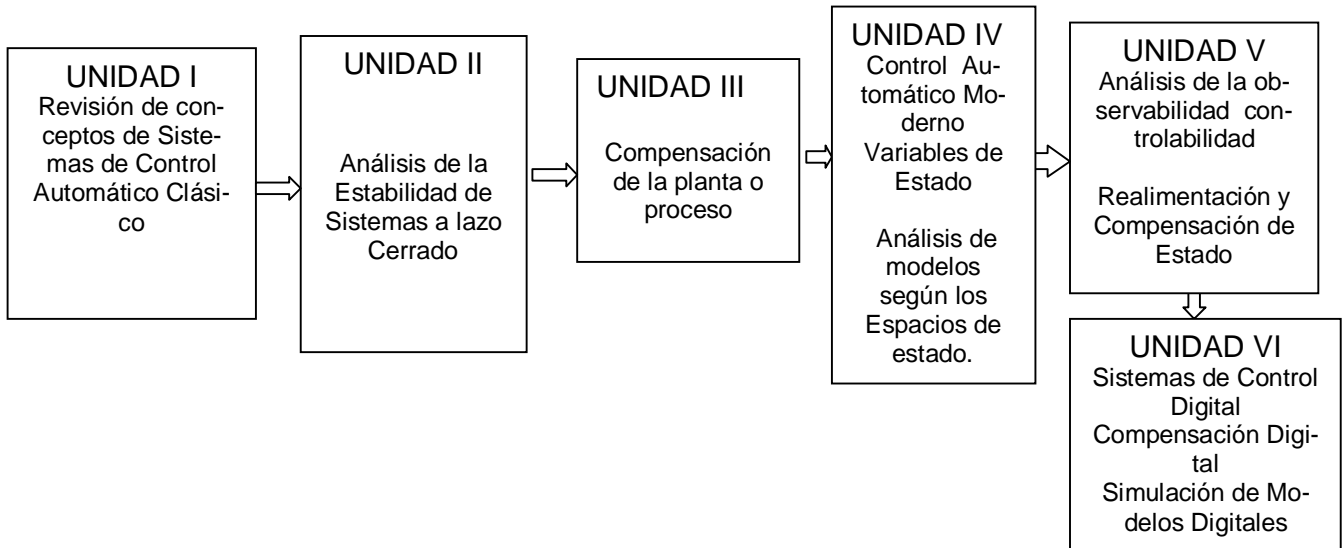 UNIDAD I
Revisión de con-
ceptos de Siste-
mas de Control
Automático Clási-
co
UNIDAD II
Análisis de la
Estabilidad de
Sistemas a lazo
Cerrado
UNIDAD III
Compensación
de la planta o
proceso
UNIDAD IV
Control Au-
tomático Mo-
derno
Variables de
Estado
Análisis de
modelos
según los
Espacios de
estado.
UNIDAD V
Análisis de la ob-
servabilidad con-
trolabilidad
Realimentación y
Compensación de
Estado
UNIDAD VI
Sistemas de Control
Digital
Compensación Digi-
tal
Simulación de Mo-
delos Digitales